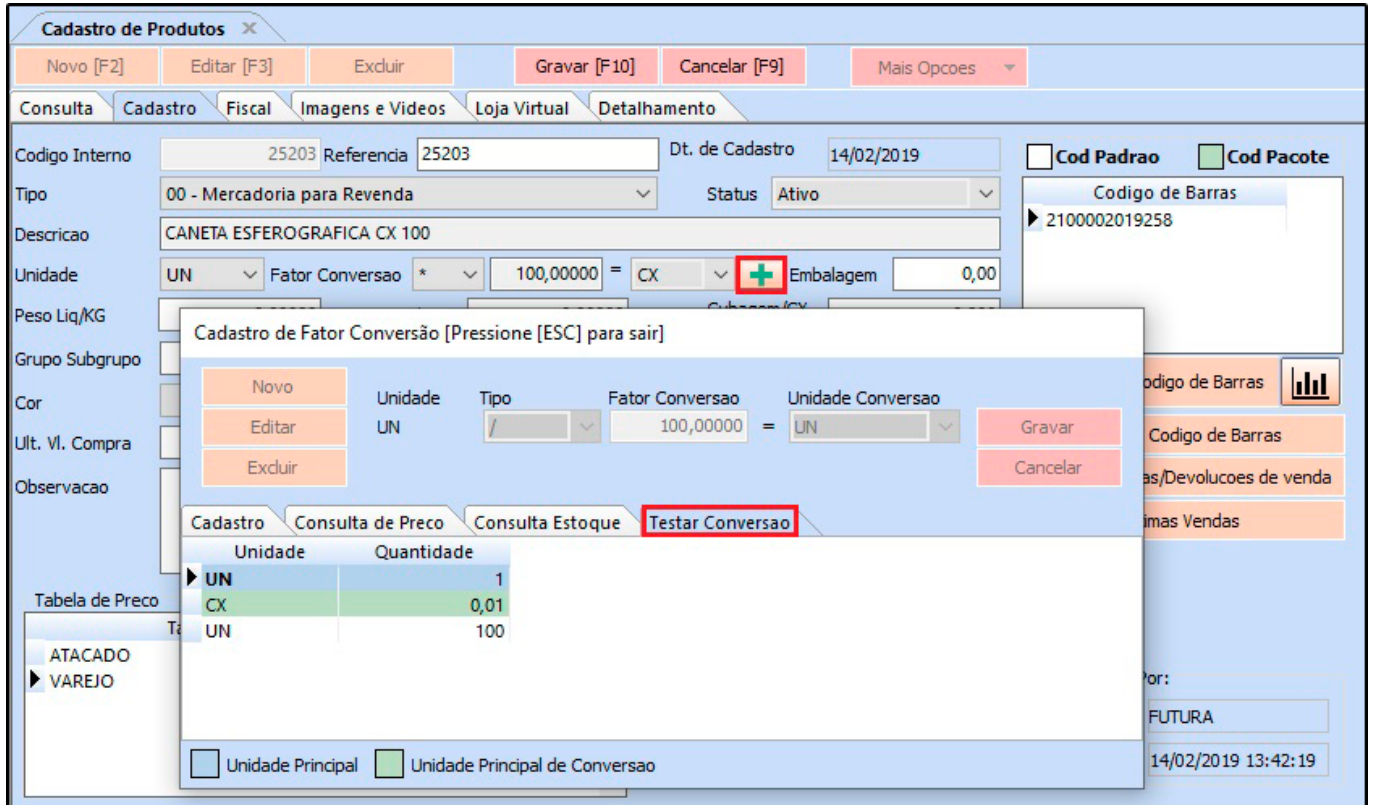 Cadastro de Produtos
Novo [F2] Editar [F3] Excluir Gravar [F10] Cancelar [F9] Mais Opcoes
Consulta Cadastro Fiscal Imagens e Videos Loja Virtual Detalhamento
Codigo Interno 25203 Referencia 25203 Dt. de Cadastro 14/02/2019
Cod Padrao Cod Pacote
Tipo 00 - Mercadoria para Revenda Status Ativo
Codigo de Barras
2100002019258
Descricao CANETA ESFEROGRAFICA CX 100
Unidade UN Fator Conversao * 100,00000 = CX Embalagem 0,00
Peso Liq/KG
Cadastro de Fator Conversão [Pressione [ESC] para sair]
Grupo Subgrupo
Cor
Ult. Vl. Compra
Observacao
Novo
Editar
Excluir
Unidade Tipo Fator Conversao Unidade Conversao
UN / 100,00000 = UN
Gravar
Cancelar
odigo de Barras
Codigo de Barras
as/Devolucoes de venda
imas Vendas
Cadastro Consulta de Preco Consulta Estoque Testar Conversao
Unidade Quantidade
UN 1
CX 0,01
UN 100
Unidade Principal Unidade Principal de Conversao
Tabela de Preco
Ta
ATACADO
VAREJO
Por:
FUTURA
14/02/2019 13:42:19